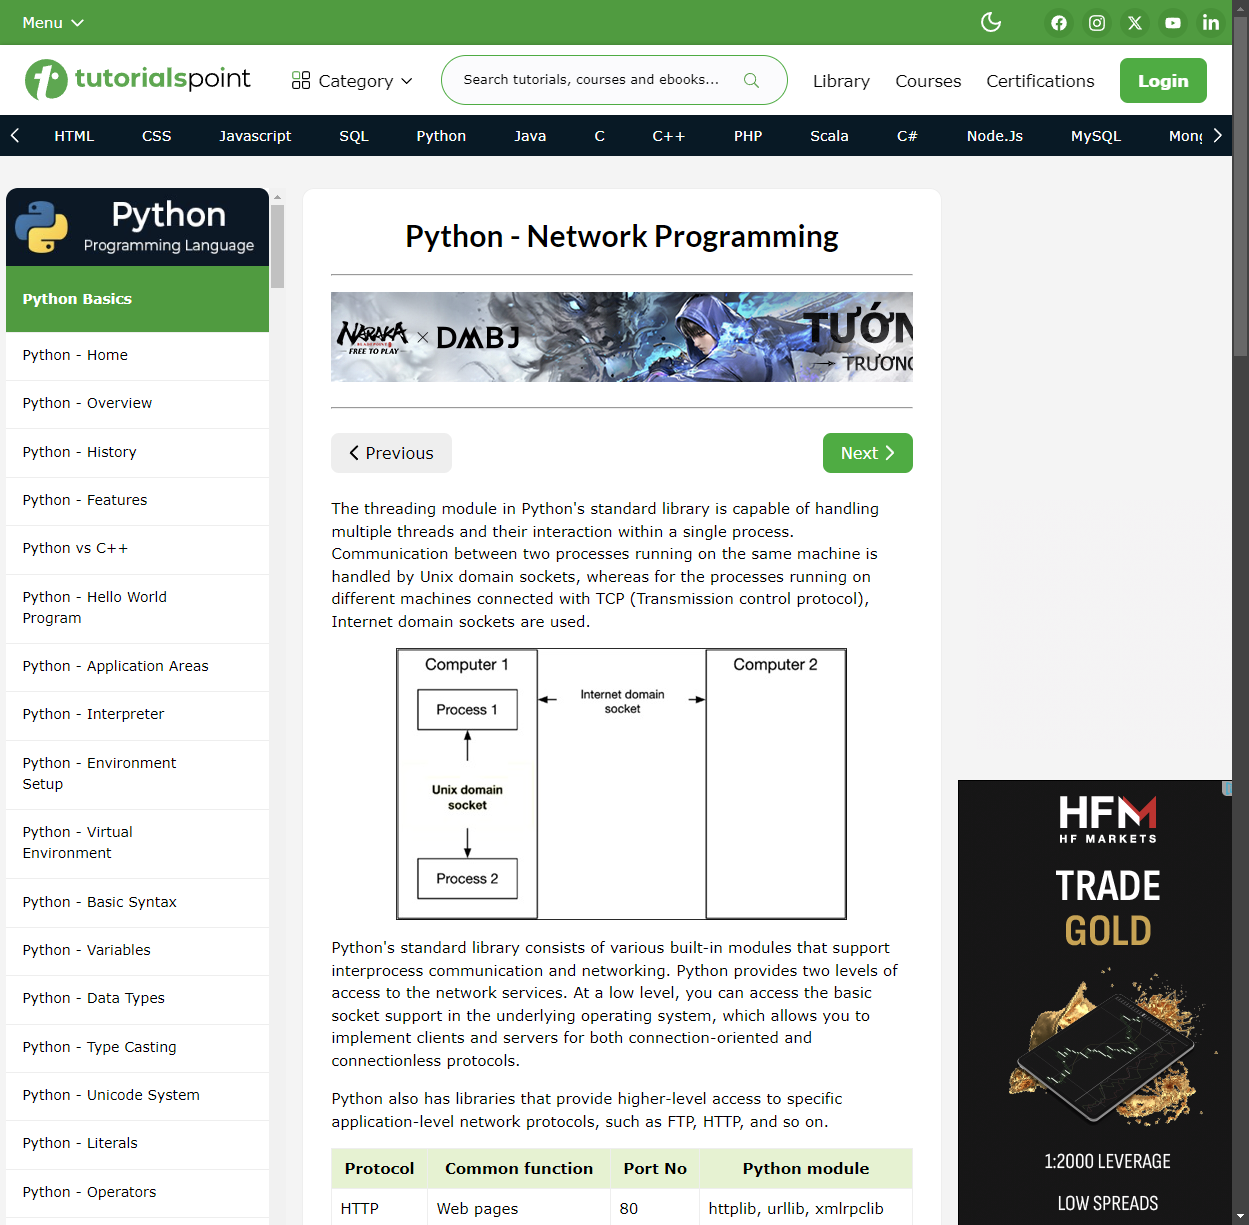 Menu
tutorialspoint
Category
Search tutorials, courses and ebooks...
Library
Courses
Certifications
Login
HTML
CSS
Javascript
SQL
Python
Java
C
C++
PHP
Scala
C#
Node.Js
MySQL
Mong
Python
Programming Language
Python Basics
Python - Home
Python - Overview
Python - History
Python - Features
Python vs C++
Python - Hello World
Program
Python - Application Areas
Python - Interpreter
Python - Environment
Setup
Python - Virtual
Environment
Python - Basic Syntax
Python - Variables
Python - Data Types
Python - Type Casting
Python - Unicode System
Python - Literals
Python - Operators
Python - Network Programming
NARAKA
BLADEPOINT
FREE TO PLAY
×
DMBJ
TƯỚN
TRƯƠNG
Previous
Next
The threading module in Python's standard library is capable of handling
multiple threads and their interaction within a single process.
Communication between two processes running on the same machine is
handled by Unix domain sockets, whereas for the processes running on
different machines connected with TCP (Transmission control protocol),
Internet domain sockets are used.
Computer 1
Process 1
Unix domain
socket
Process 2
Internet domain
socket
Computer 2
Python's standard library consists of various built-in modules that support
interprocess communication and networking. Python provides two levels of
access to the network services. At a low level, you can access the basic
socket support in the underlying operating system, which allows you to
implement clients and servers for both connection-oriented and
connectionless protocols.
Python also has libraries that provide higher-level access to specific
application-level network protocols, such as FTP, HTTP, and so on.
Protocol Common function Port No Python module
HTTP Web pages 80 httplib, urllib, xmlrpclib
HFM
HF MARKETS
TRADE
GOLD
1:2000 LEVERAGE
LOW SPREADS